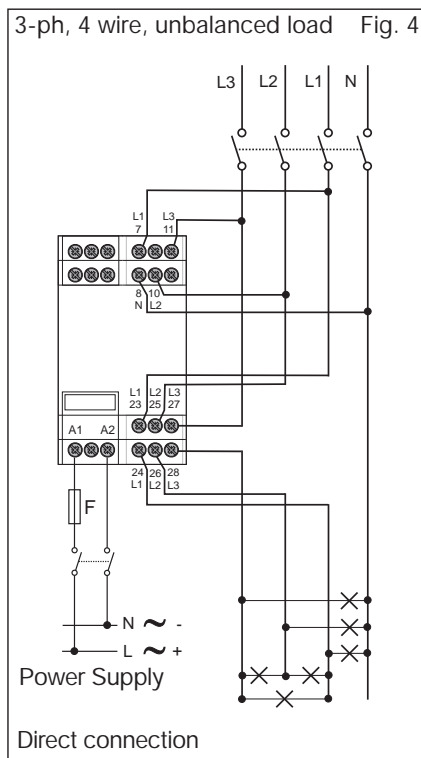 3-ph, 4 wire, unbalanced load Fig. 4
L3 L2 L1 N
L1 L3
7 11
8 10
N L2
L1 L2 L3
23 25 27
A1 A2
24 26 28
L1 L2 L3
F
N ~ -
L ~ +
Power Supply
Direct connection